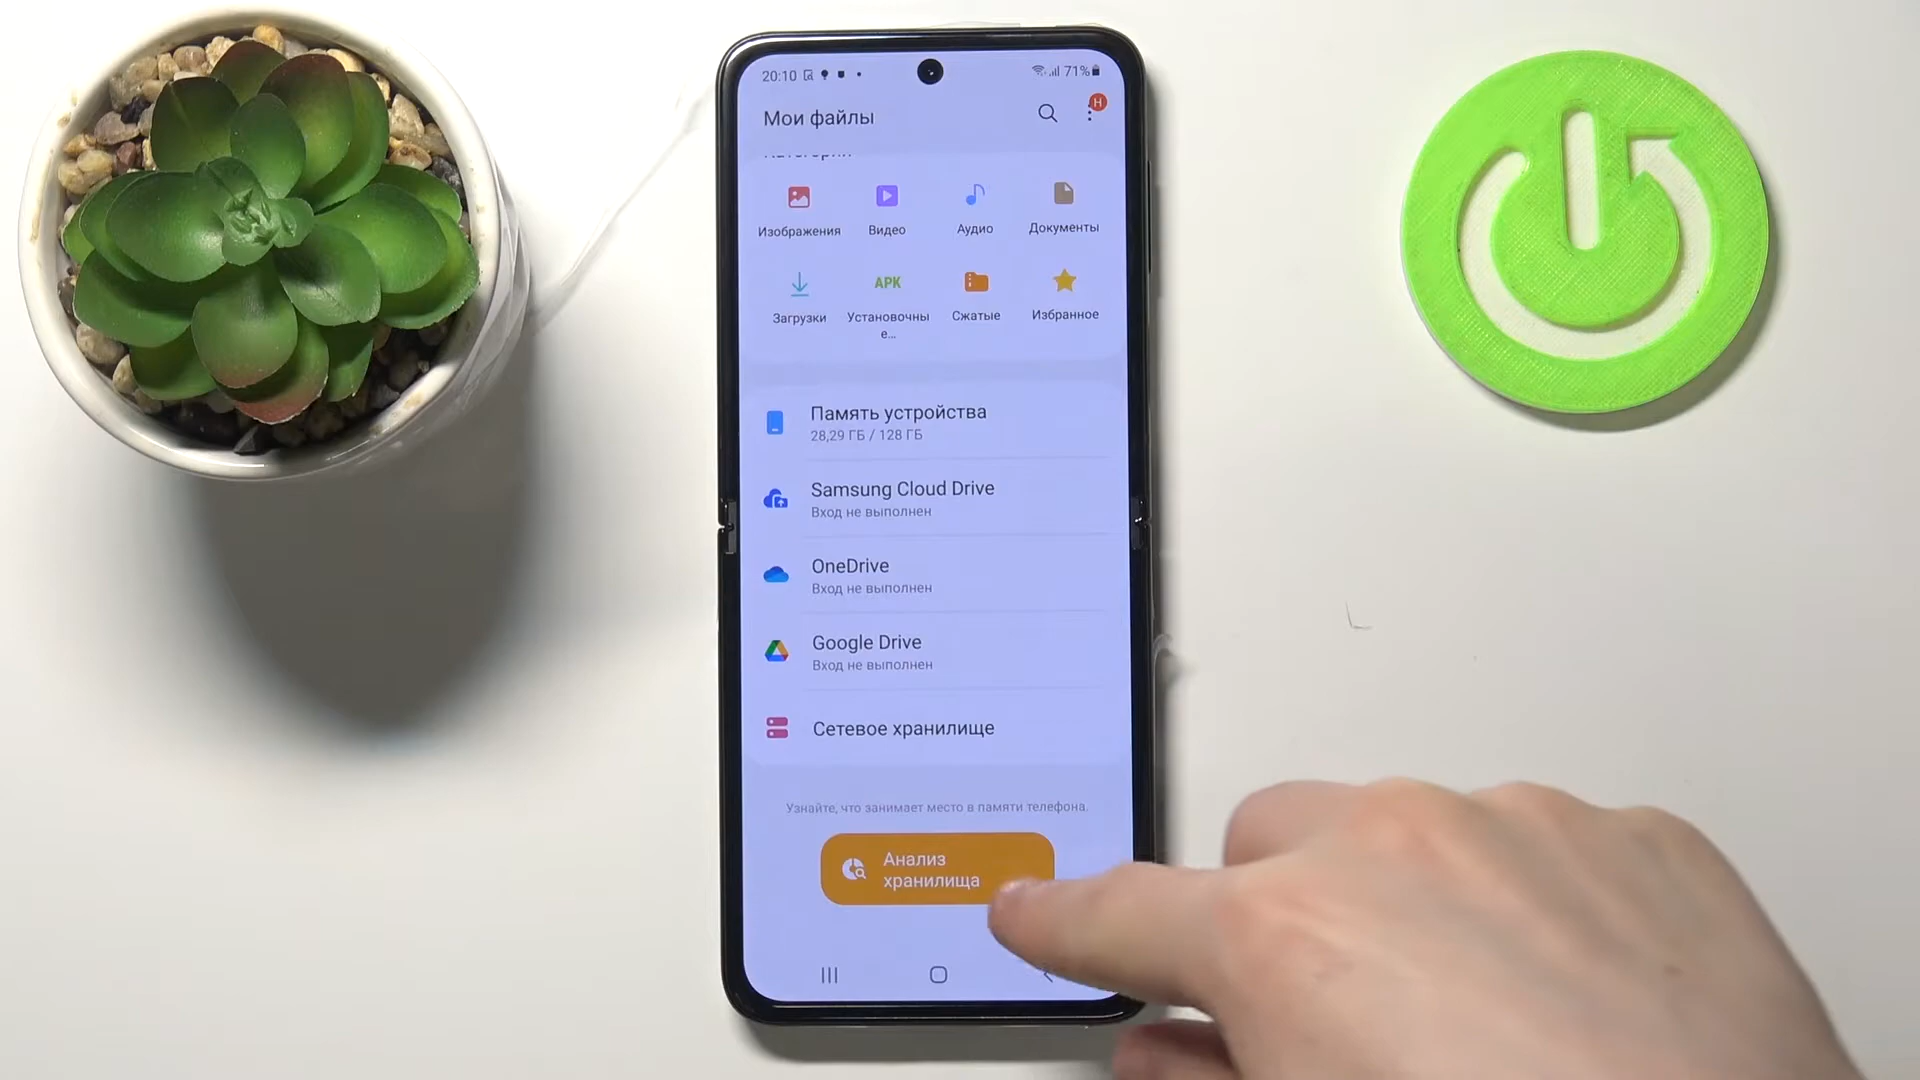 20:10
71%
Мои файлы
Н
Категории
Изображения
Видео
Аудио
Документы
APK
Загрузки
Установочны
е...
Сжатые
Избранное
Память устройства
28,29 ГБ / 128 ГБ
Samsung Cloud Drive
Вход не выполнен
OneDrive
Вход не выполнен
Google Drive
Вход не выполнен
Сетевое хранилище
Узнайте, что занимает место в памяти телефона.
Анализ
хранилища